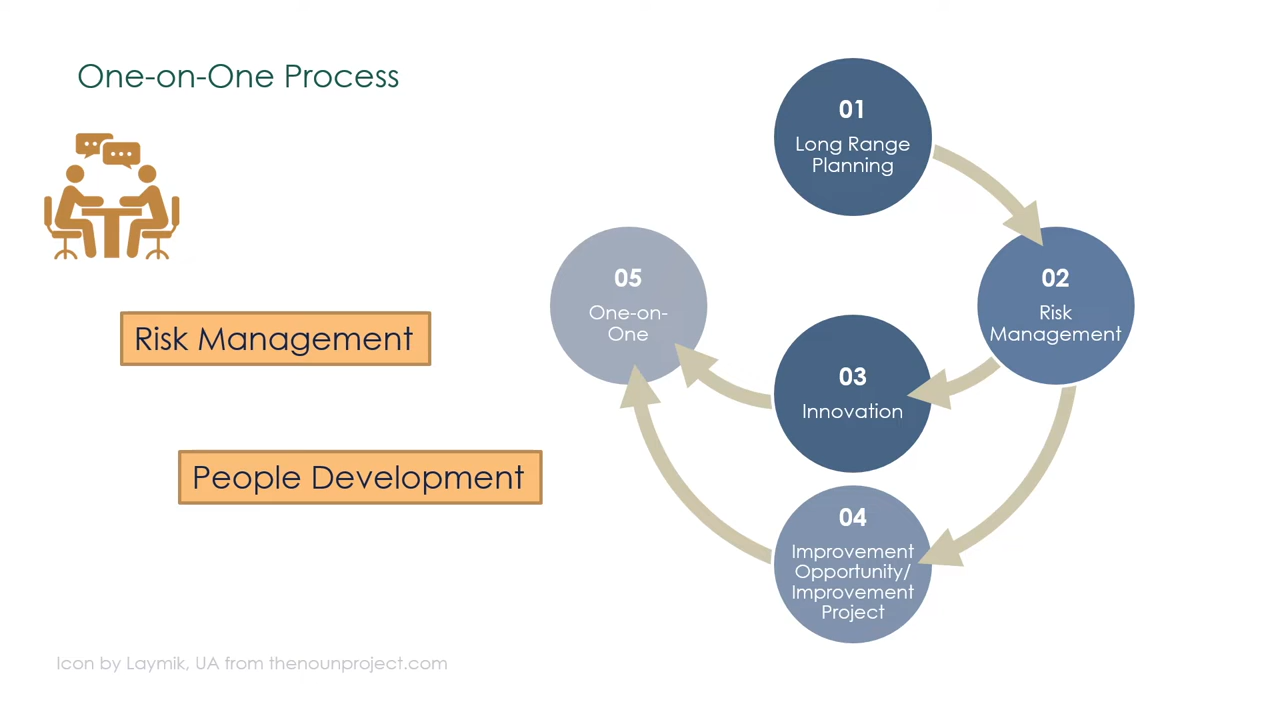 One-on-One Process
Risk Management
People Development
01
Long Range
Planning
02
Risk
Management
03
Innovation
04
Improvement
Opportunity/
Improvement
Project
05
One-on-
One
Icon by Laymik, UA from thenounproject.com